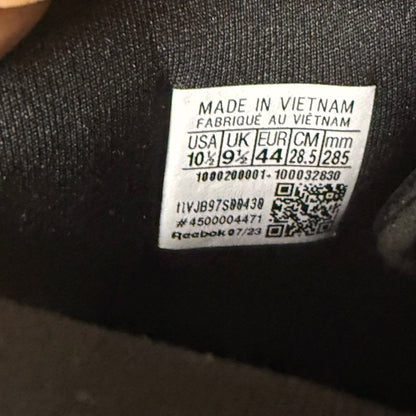 MADE IN VIETNAM
FABRIQUÉ AU VIETNAM
USA UK EUR CM mm
10½ 9½ 44 28.5 285
1000200001-100032830
#4500004471
Reebok 07/23